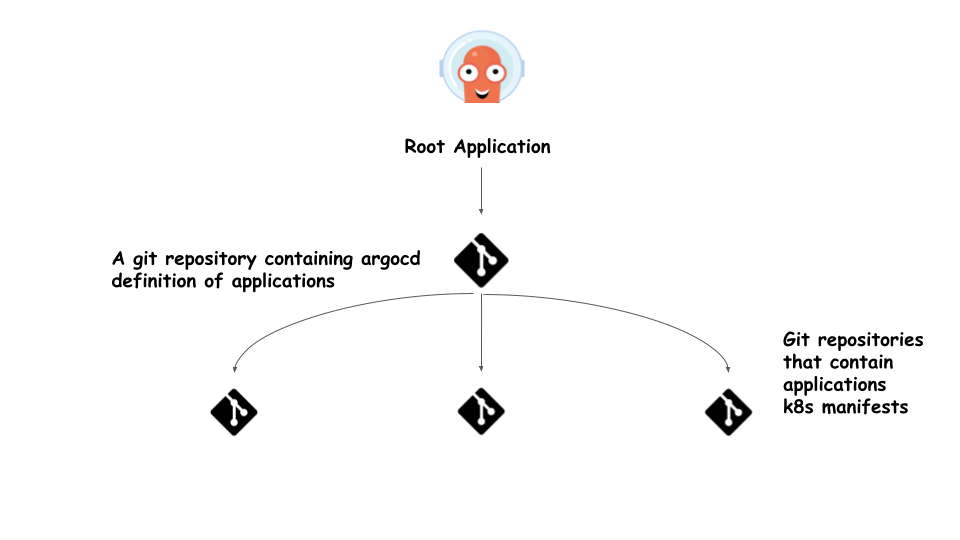 Root Application
A git repository containing argocd
definition of applications
Git repositories
that contain
applications
k8s manifests